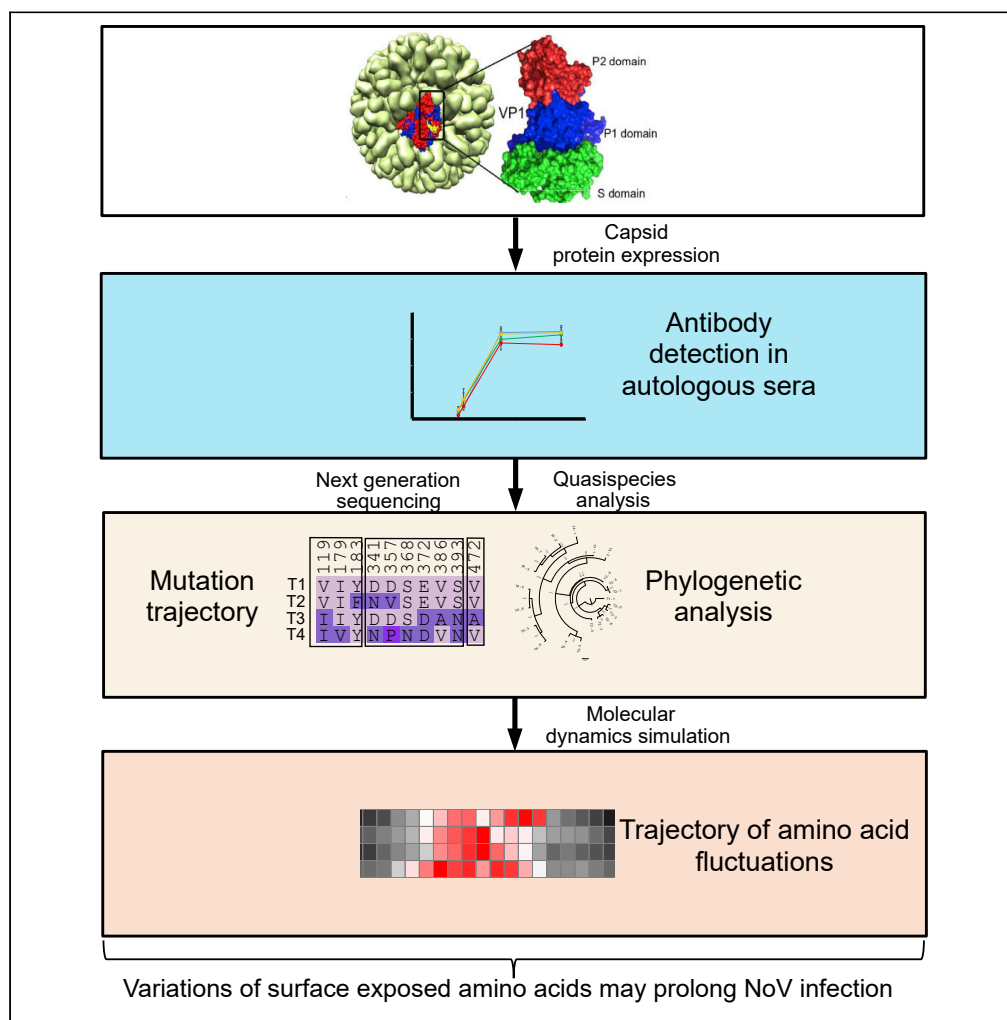 P2 domain
VP1
P1 domain
S domain
Capsid
protein expression
Antibody
detection in
autologous sera
Next generation
sequencing
Quasispecies
analysis
Mutation
trajectory
119 179 183 341 357 368 372 386 393 472
T1 V I Y D D S E V S V
T2 V I F N V S E V S V
T3 I I Y D D S D A N A
T4 I V Y N P N D V N V
Phylogenetic
analysis
Molecular
dynamics simulation
Trajectory of amino acid
fluctuations
Variations of surface exposed amino acids may prolong NoV infection